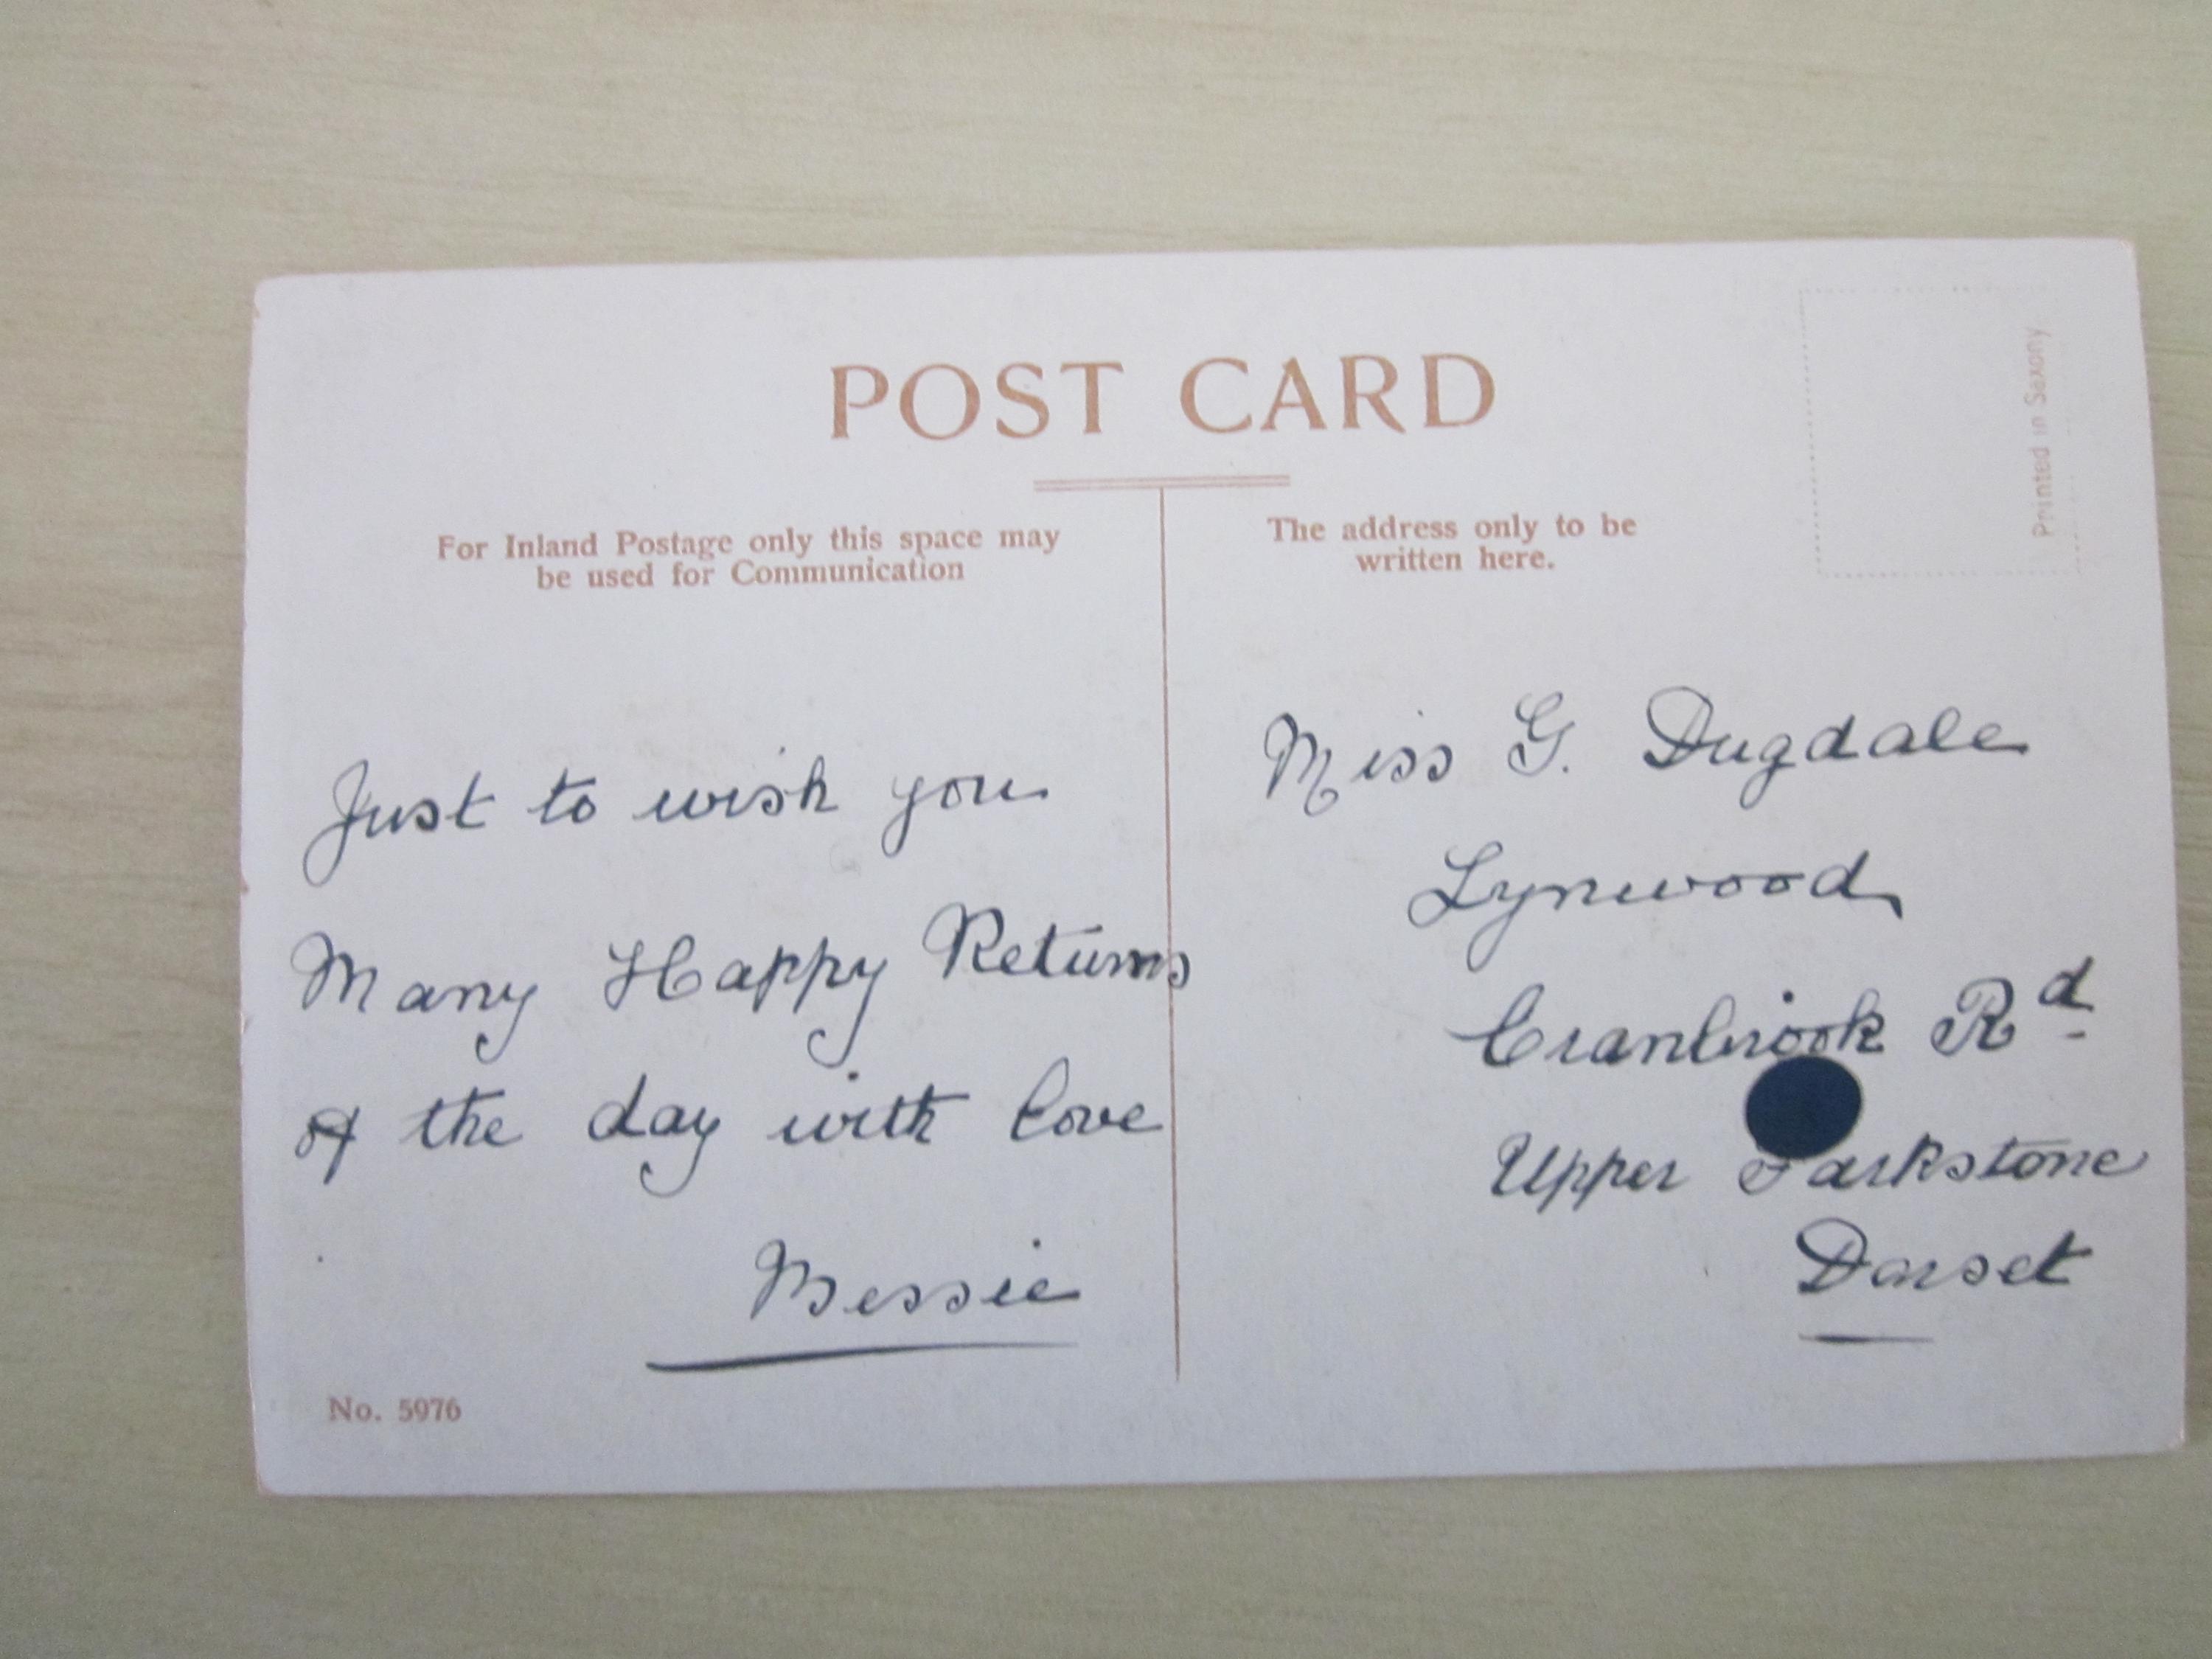 POST CARD
For Inland Postage only this space may
be used for Communication
The address only to be
written here.
Printed in Saxony
Just to wish you
Many Happy Returns
of the day with love
Bessie
No. 5976
Miss G. Dugdale
Lynwood,
Cranbrook Rd
Upper Parkstone
Dorset